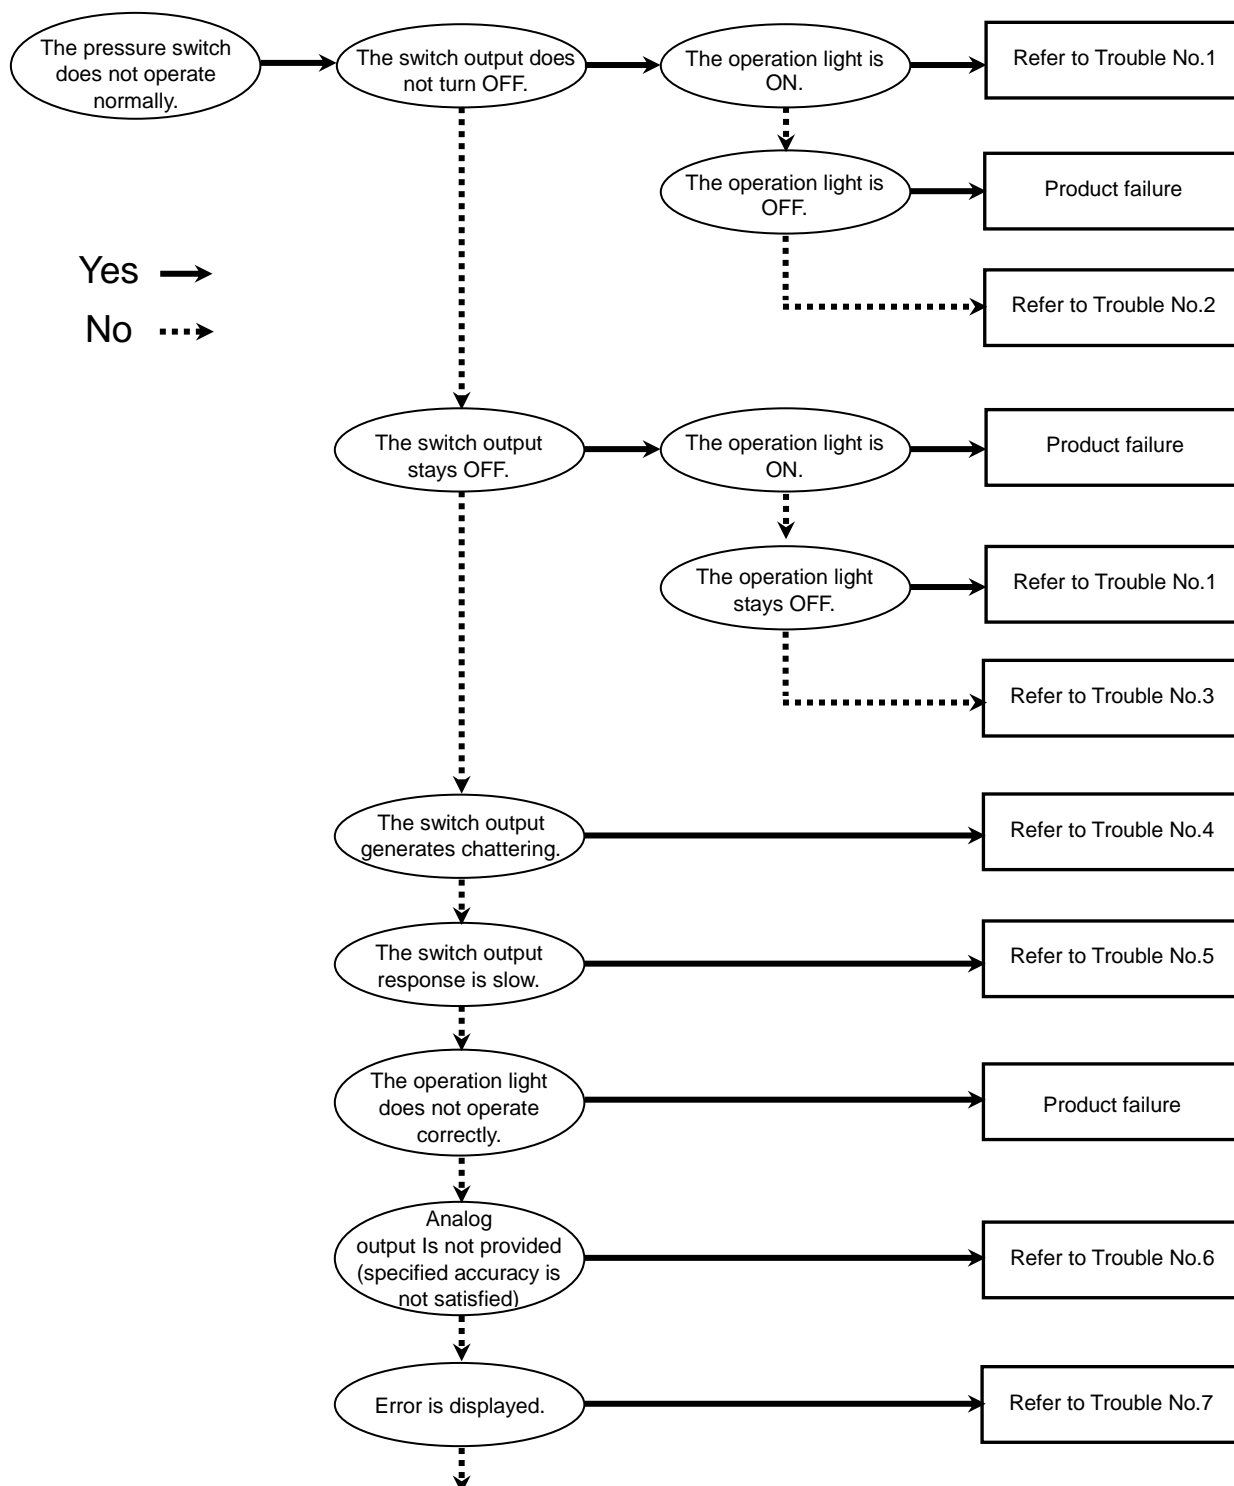 The pressure switch
does not operate
normally.
The switch output does
not turn OFF.
The operation light is
ON.
Refer to Trouble No.1
The operation light is
OFF.
Product failure
Yes
No
Refer to Trouble No.2
The switch output
stays OFF.
The operation light is
ON.
Product failure
The operation light
stays OFF.
Refer to Trouble No.1
Refer to Trouble No.3
The switch output
generates chattering.
Refer to Trouble No.4
The switch output
response is slow.
Refer to Trouble No.5
The operation light
does not operate
correctly.
Product failure
Analog
output Is not provided
(specified accuracy is
not satisfied)
Refer to Trouble No.6
Error is displayed.
Refer to Trouble No.7